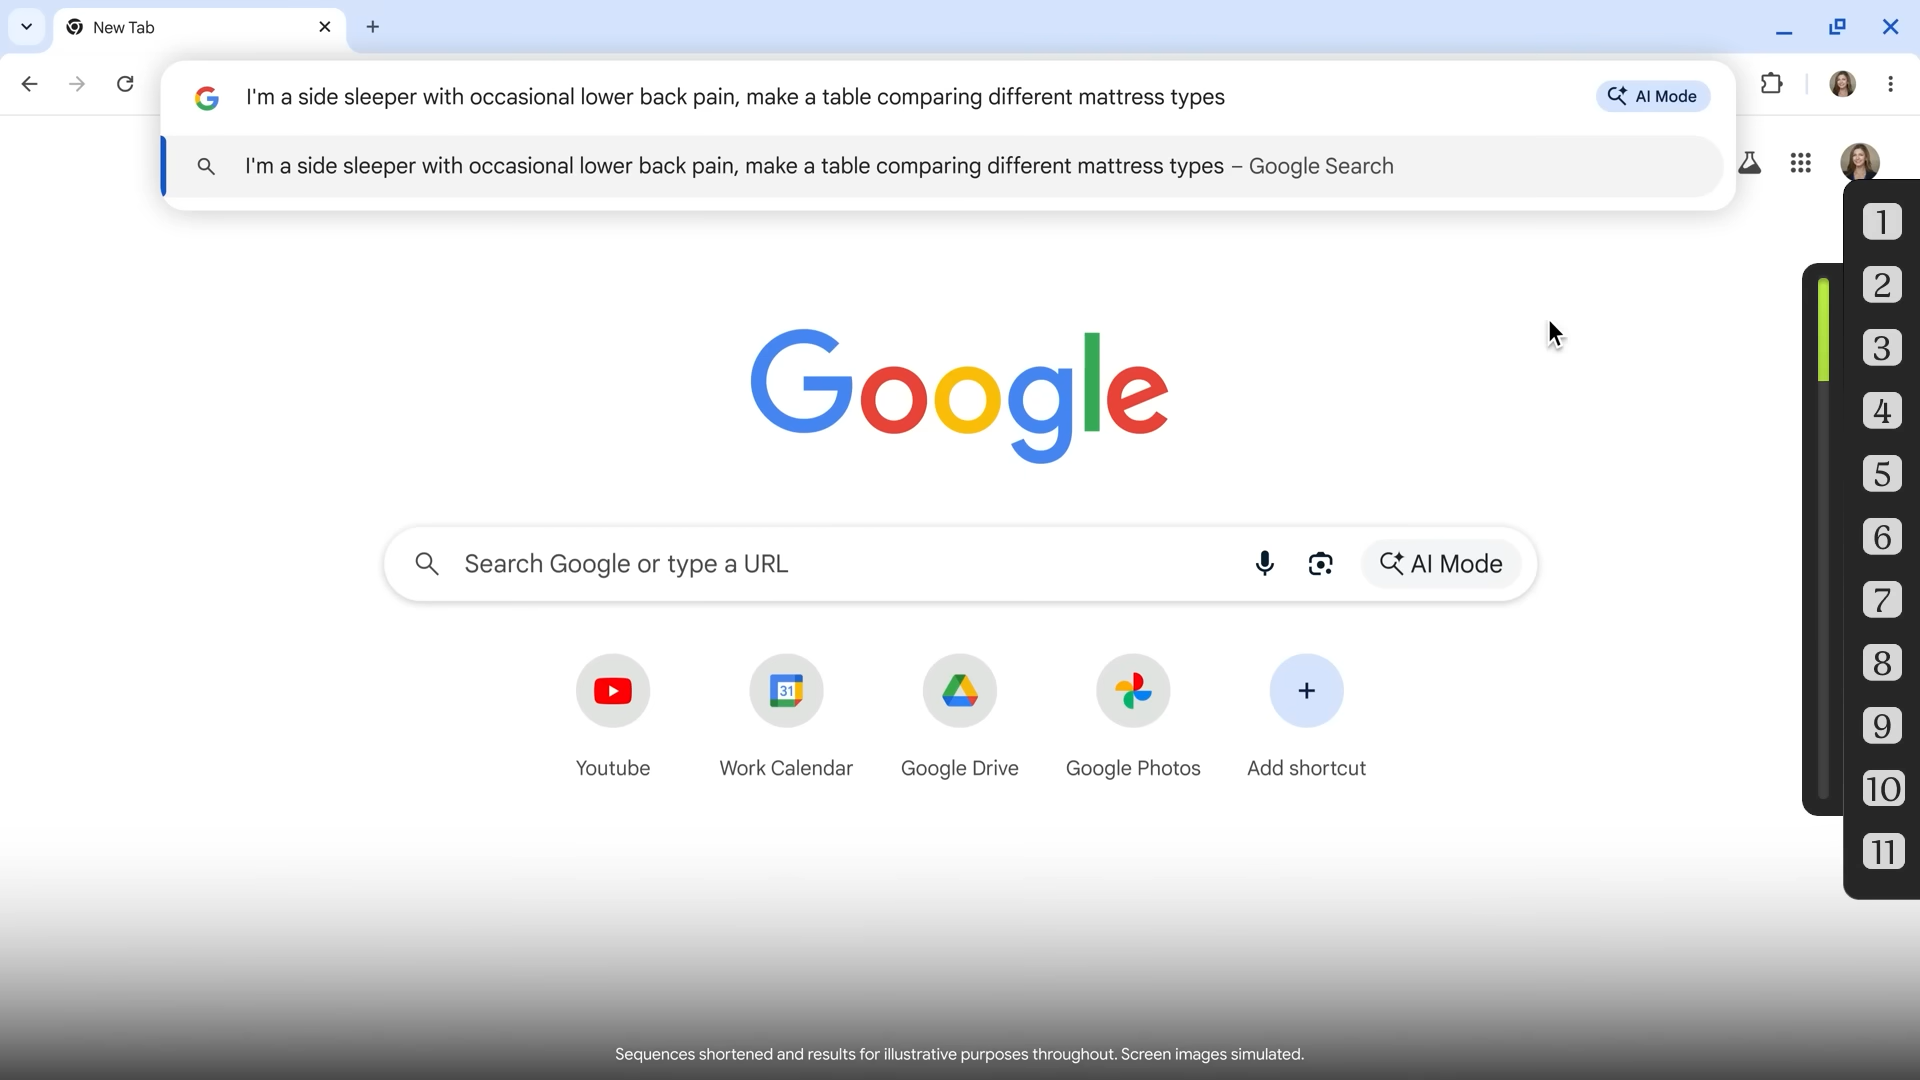 New Tab
I'm a side sleeper with occasional lower back pain, make a table comparing different mattress types
AI Mode
I'm a side sleeper with occasional lower back pain, make a table comparing different mattress types – Google Search
Google
Search Google or type a URL
AI Mode
31
Youtube
Work Calendar
Google Drive
Google Photos
Add shortcut
1
2
3
4
5
6
7
8
9
10
11
Sequences shortened and results for illustrative purposes throughout. Screen images simulated.